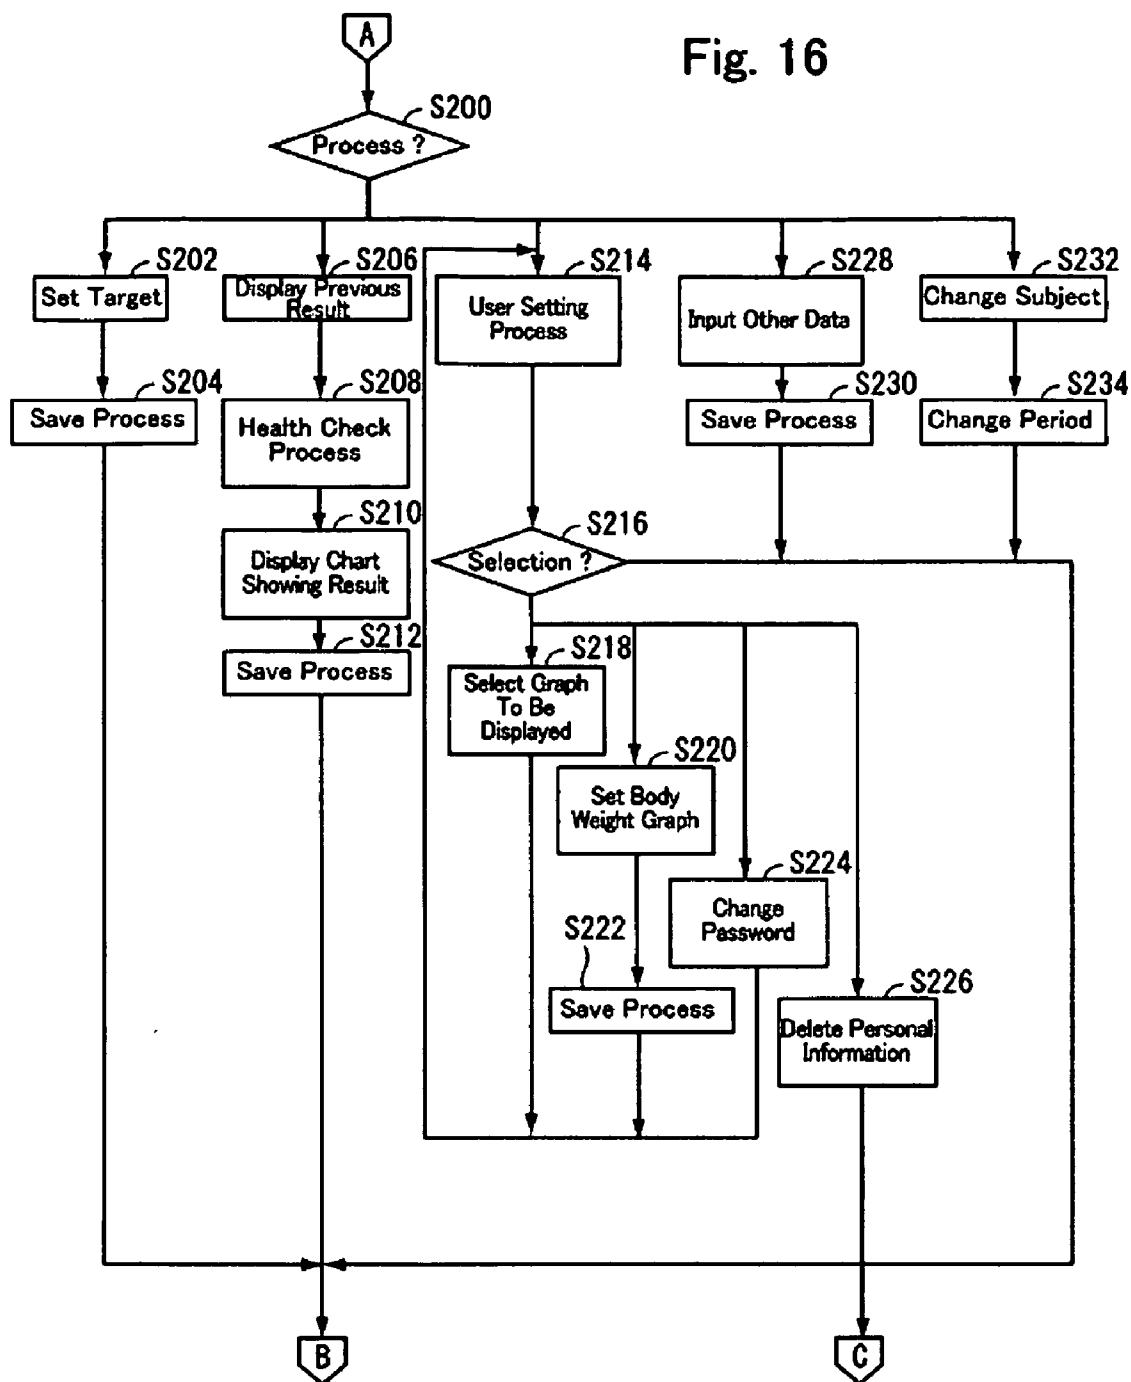 A
Fig. 16
S200
Process ?
S202
S206
S214
S228
S232
Set Target
Display Previous
Result
User Setting
Process
Input Other Data
Change Subject
S204
S208
S230
S234
Save Process
Health Check
Process
Save Process
Change Period
S210
S216
Display Chart
Showing Result
Selection ?
S212
S218
Save Process
Select Graph
To Be
Displayed
S220
Set Body
Weight Graph
S224
Change
Password
S222
Save Process
S226
Delete Personal
Information
B
C